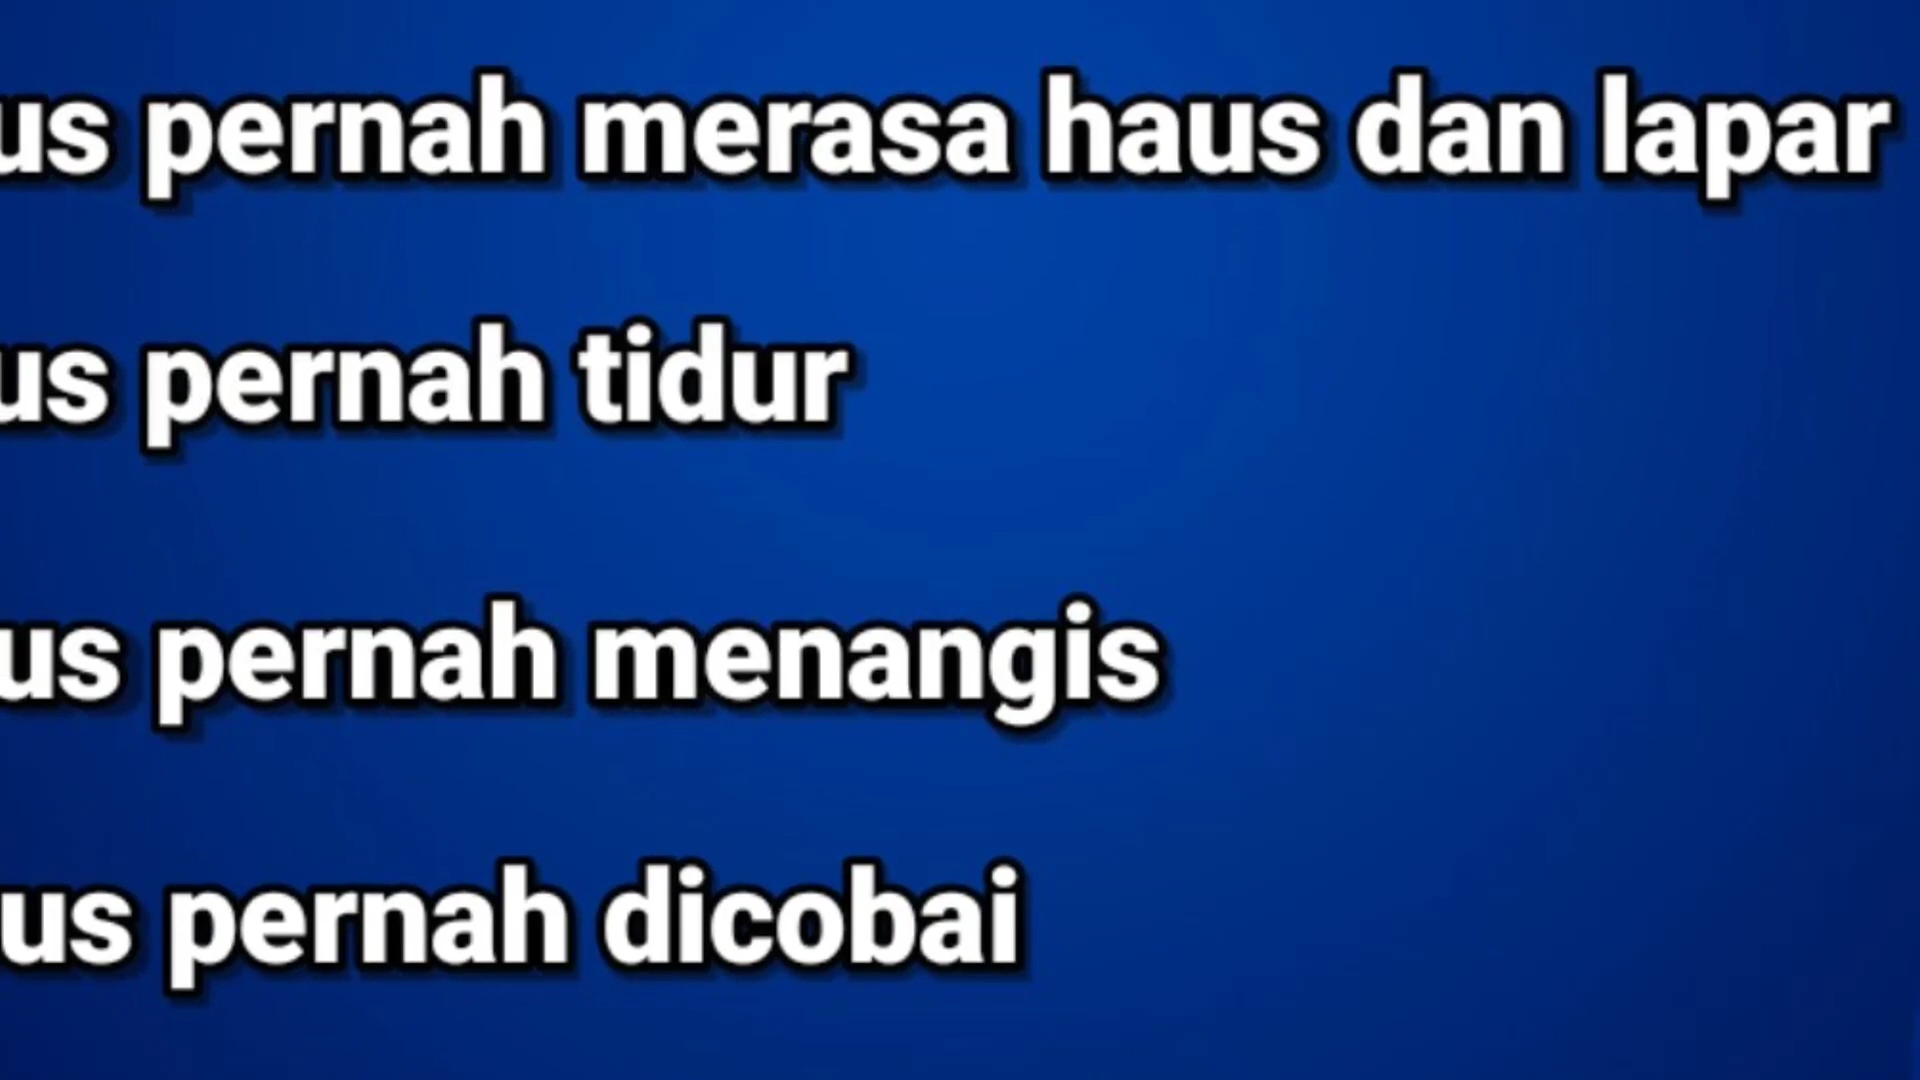 us pernah merasa haus dan lapar
us pernah tidur
us pernah menangis
us pernah dicobai